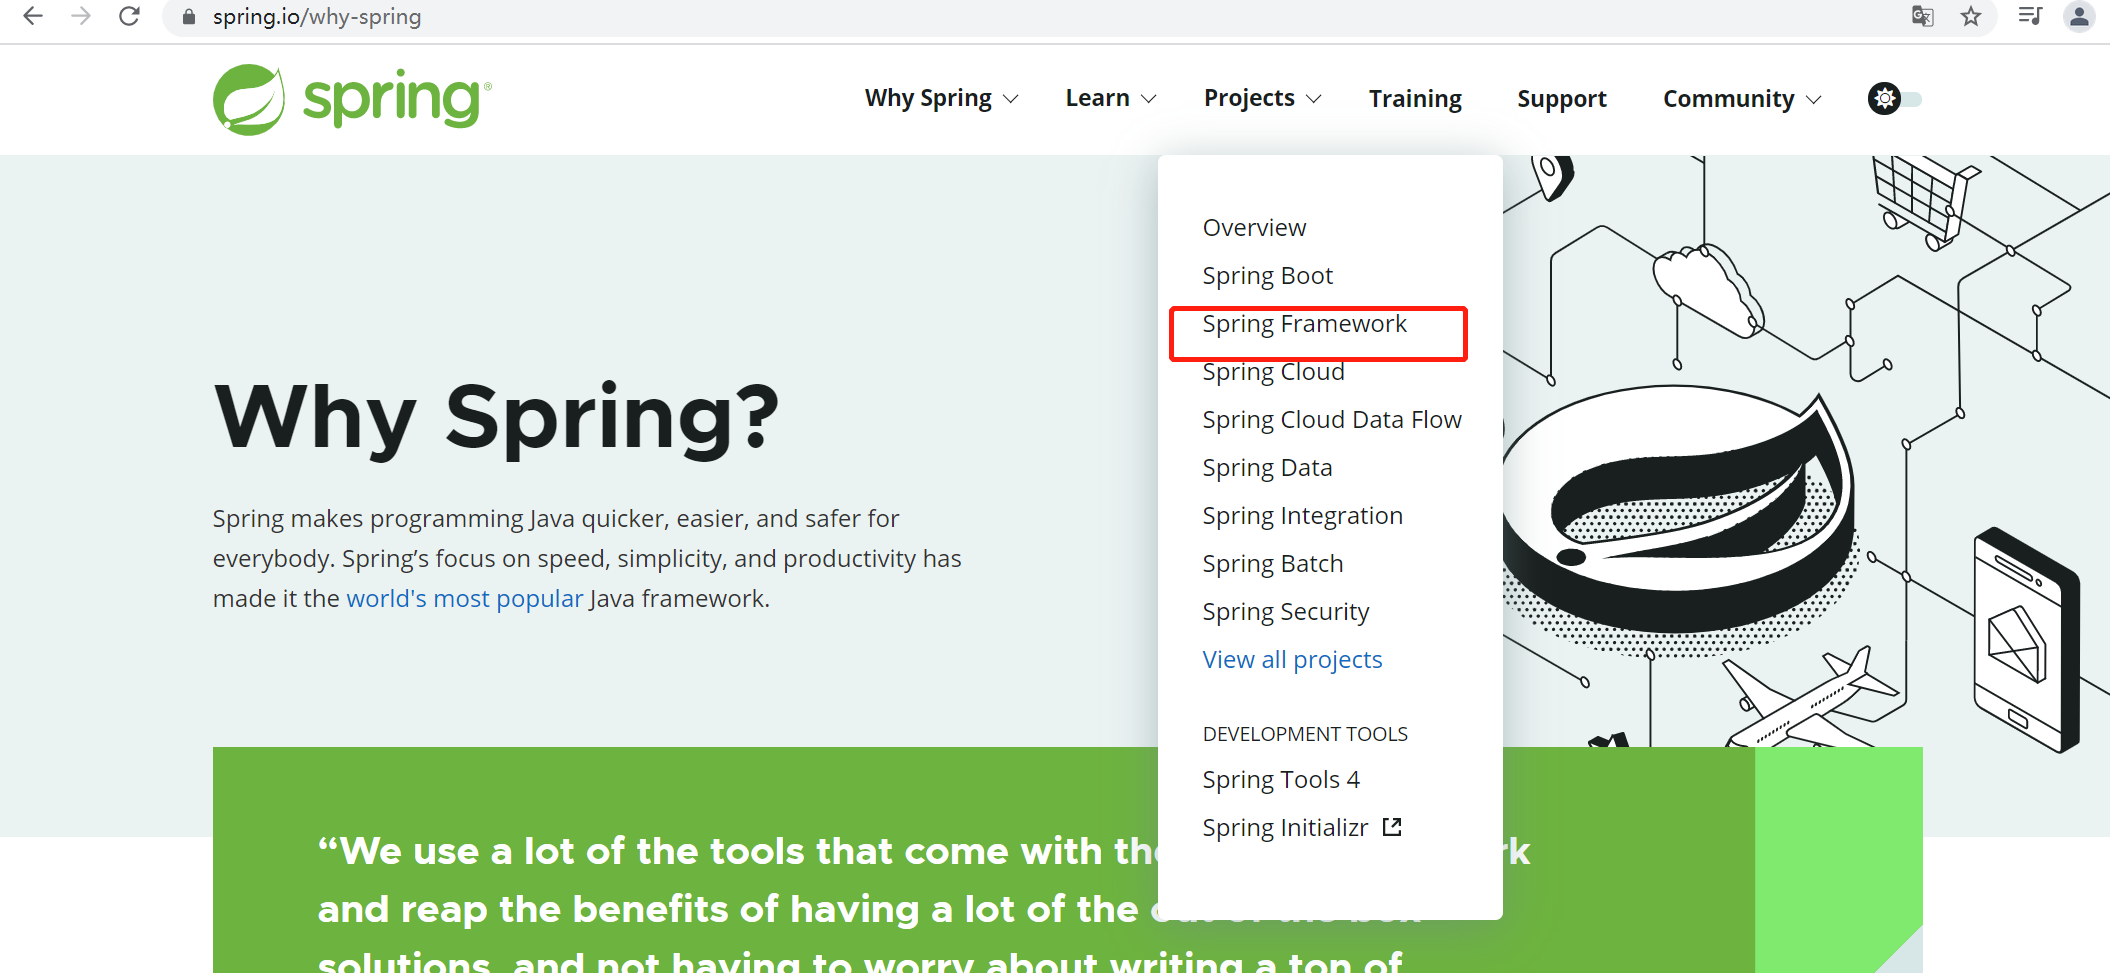 spring.io/why-spring
spring®
Why Spring
Learn
Projects
Training
Support
Community
Overview
Spring Boot
Spring Framework
Spring Cloud
Spring Cloud Data Flow
Spring Data
Spring Integration
Spring Batch
Spring Security
View all projects
DEVELOPMENT TOOLS
Spring Tools 4
Spring Initializr
Why Spring?
Spring makes programming Java quicker, easier, and safer for
everybody. Spring’s focus on speed, simplicity, and productivity has
made it the world's most popular Java framework.
“We use a lot of the tools that come with the
and reap the benefits of having a lot of the out of the box
solutions, and not having to worry about writing a ton of